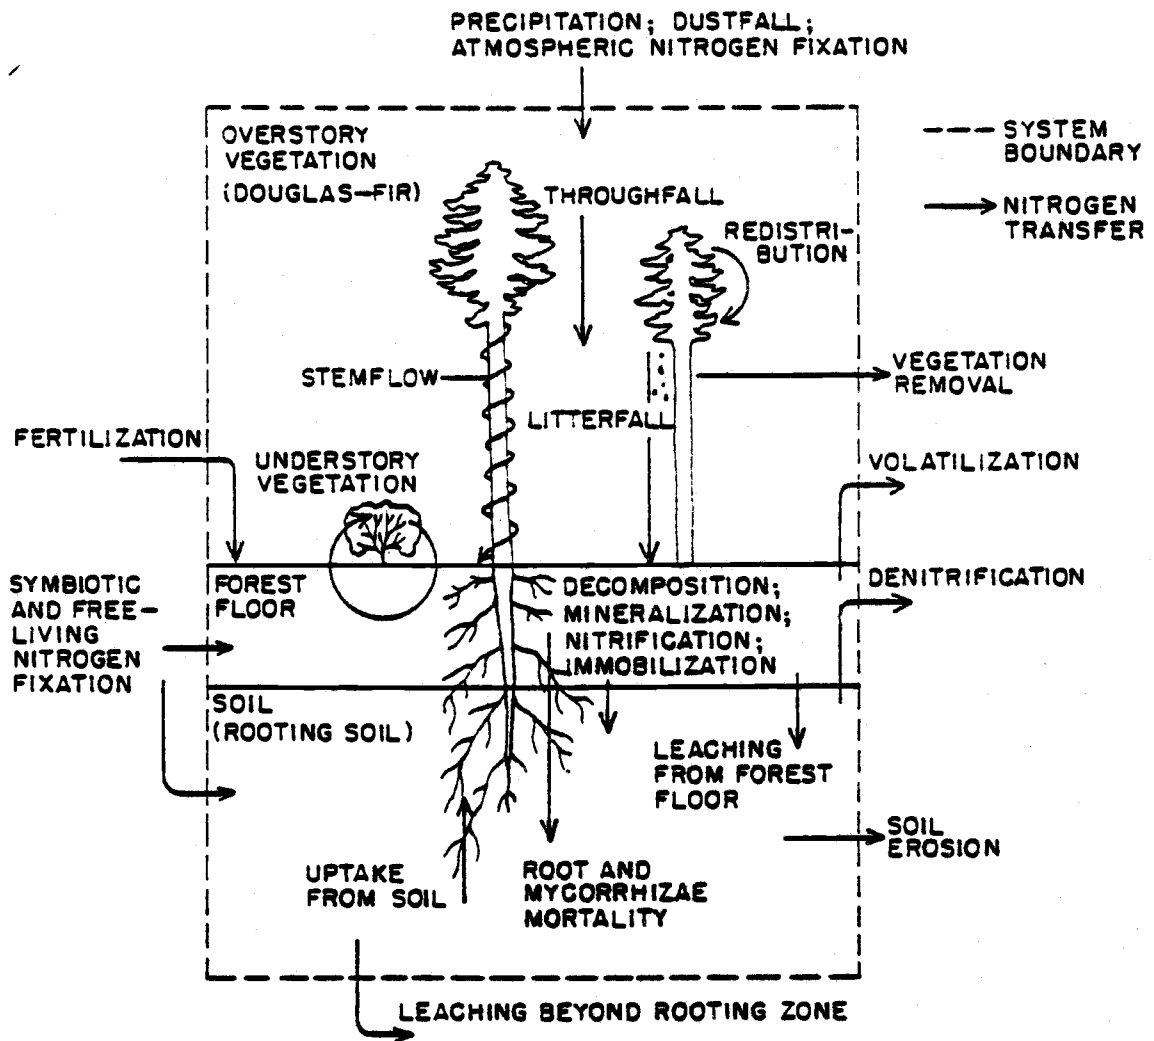 PRECIPITATION; DUSTFALL;
ATMOSPHERIC NITROGEN FIXATION
OVERSTORY
VEGETATION
(DOUGLAS-FIR)
SYSTEM
BOUNDARY
NITROGEN
TRANSFER
THROUGHFALL
REDISTRI-
BUTION
STEMFLOW
VEGETATION
REMOVAL
LITTERFALL
FERTILIZATION
UNDERSTORY
VEGETATION
VOLATILIZATION
SYMBIOTIC
AND FREE-
LIVING
NITROGEN
FIXATION
FOREST
FLOOR
DECOMPOSITION;
MINERALIZATION;
NITRIFICATION;
IMMOBILIZATION
DENITRIFICATION
SOIL
(ROOTING SOIL)
LEACHING
FROM FOREST
FLOOR
SOIL
EROSION
UPTAKE
FROM SOIL
ROOT AND
MYCORRHIZAE
MORTALITY
LEACHING BEYOND ROOTING ZONE